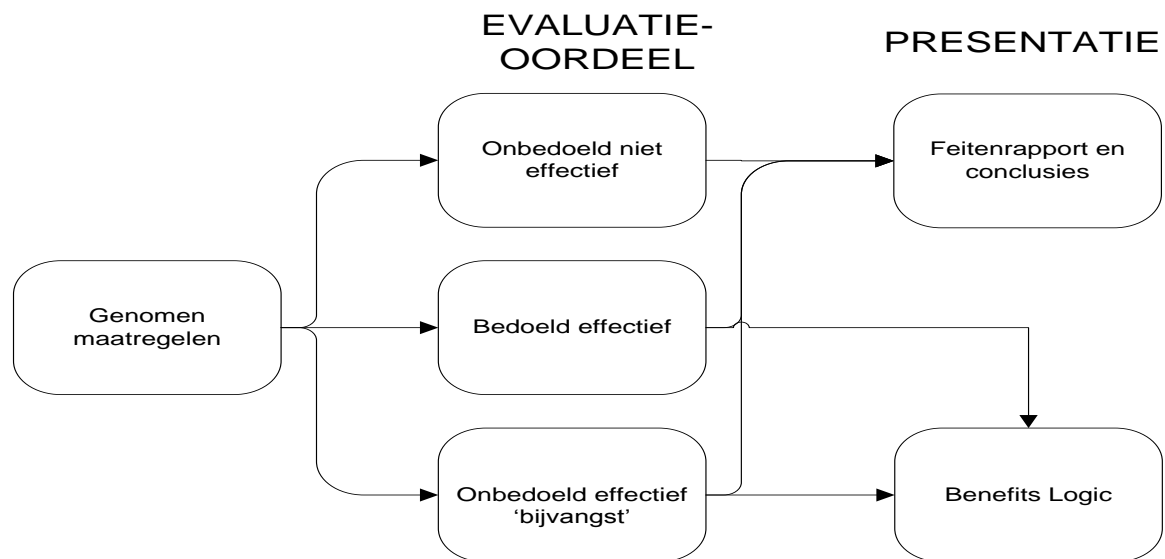 EVALUATIE-
OORDEEL
PRESENTATIE
Onbedoeld niet
effectief
Feitenrapport en
conclusies
Genomen
maatregelen
Bedoeld effectief
Onbedoeld effectief
‘bijvangst’
Benefits Logic